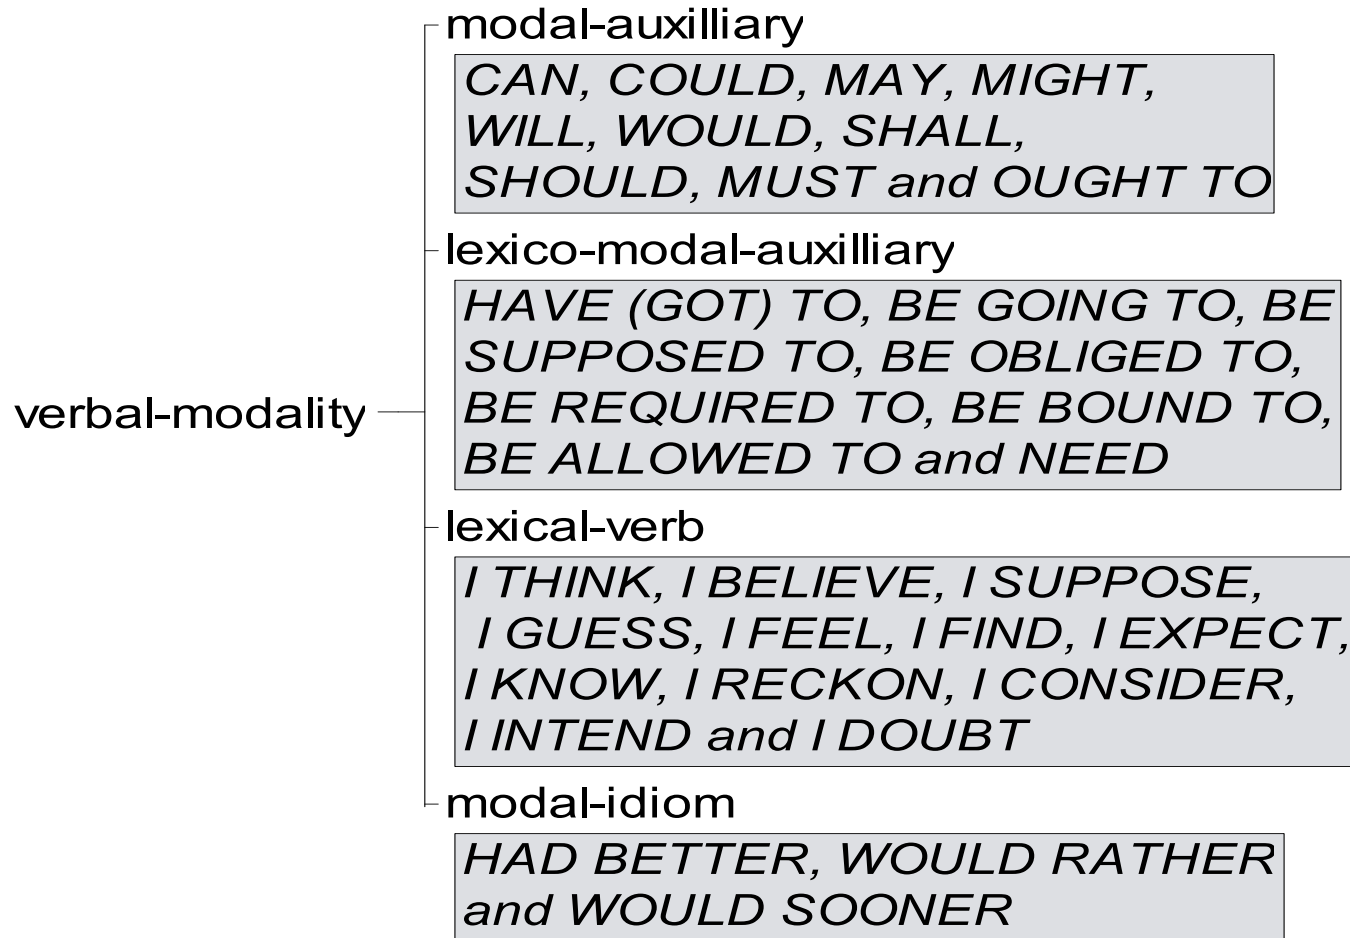 modal-auxilliary
CAN, COULD, MAY, MIGHT,
WILL, WOULD, SHALL,
SHOULD, MUST and OUGHT TO
lexico-modal-auxilliary
HAVE (GOT) TO, BE GOING TO, BE
SUPPOSED TO, BE OBLIGED TO,
BE REQUIRED TO, BE BOUND TO,
BE ALLOWED TO and NEED
verbal-modality
lexical-verb
I THINK, I BELIEVE, I SUPPOSE,
I GUESS, I FEEL, I FIND, I EXPECT,
I KNOW, I RECKON, I CONSIDER,
I INTEND and I DOUBT
modal-idiom
HAD BETTER, WOULD RATHER
and WOULD SOONER